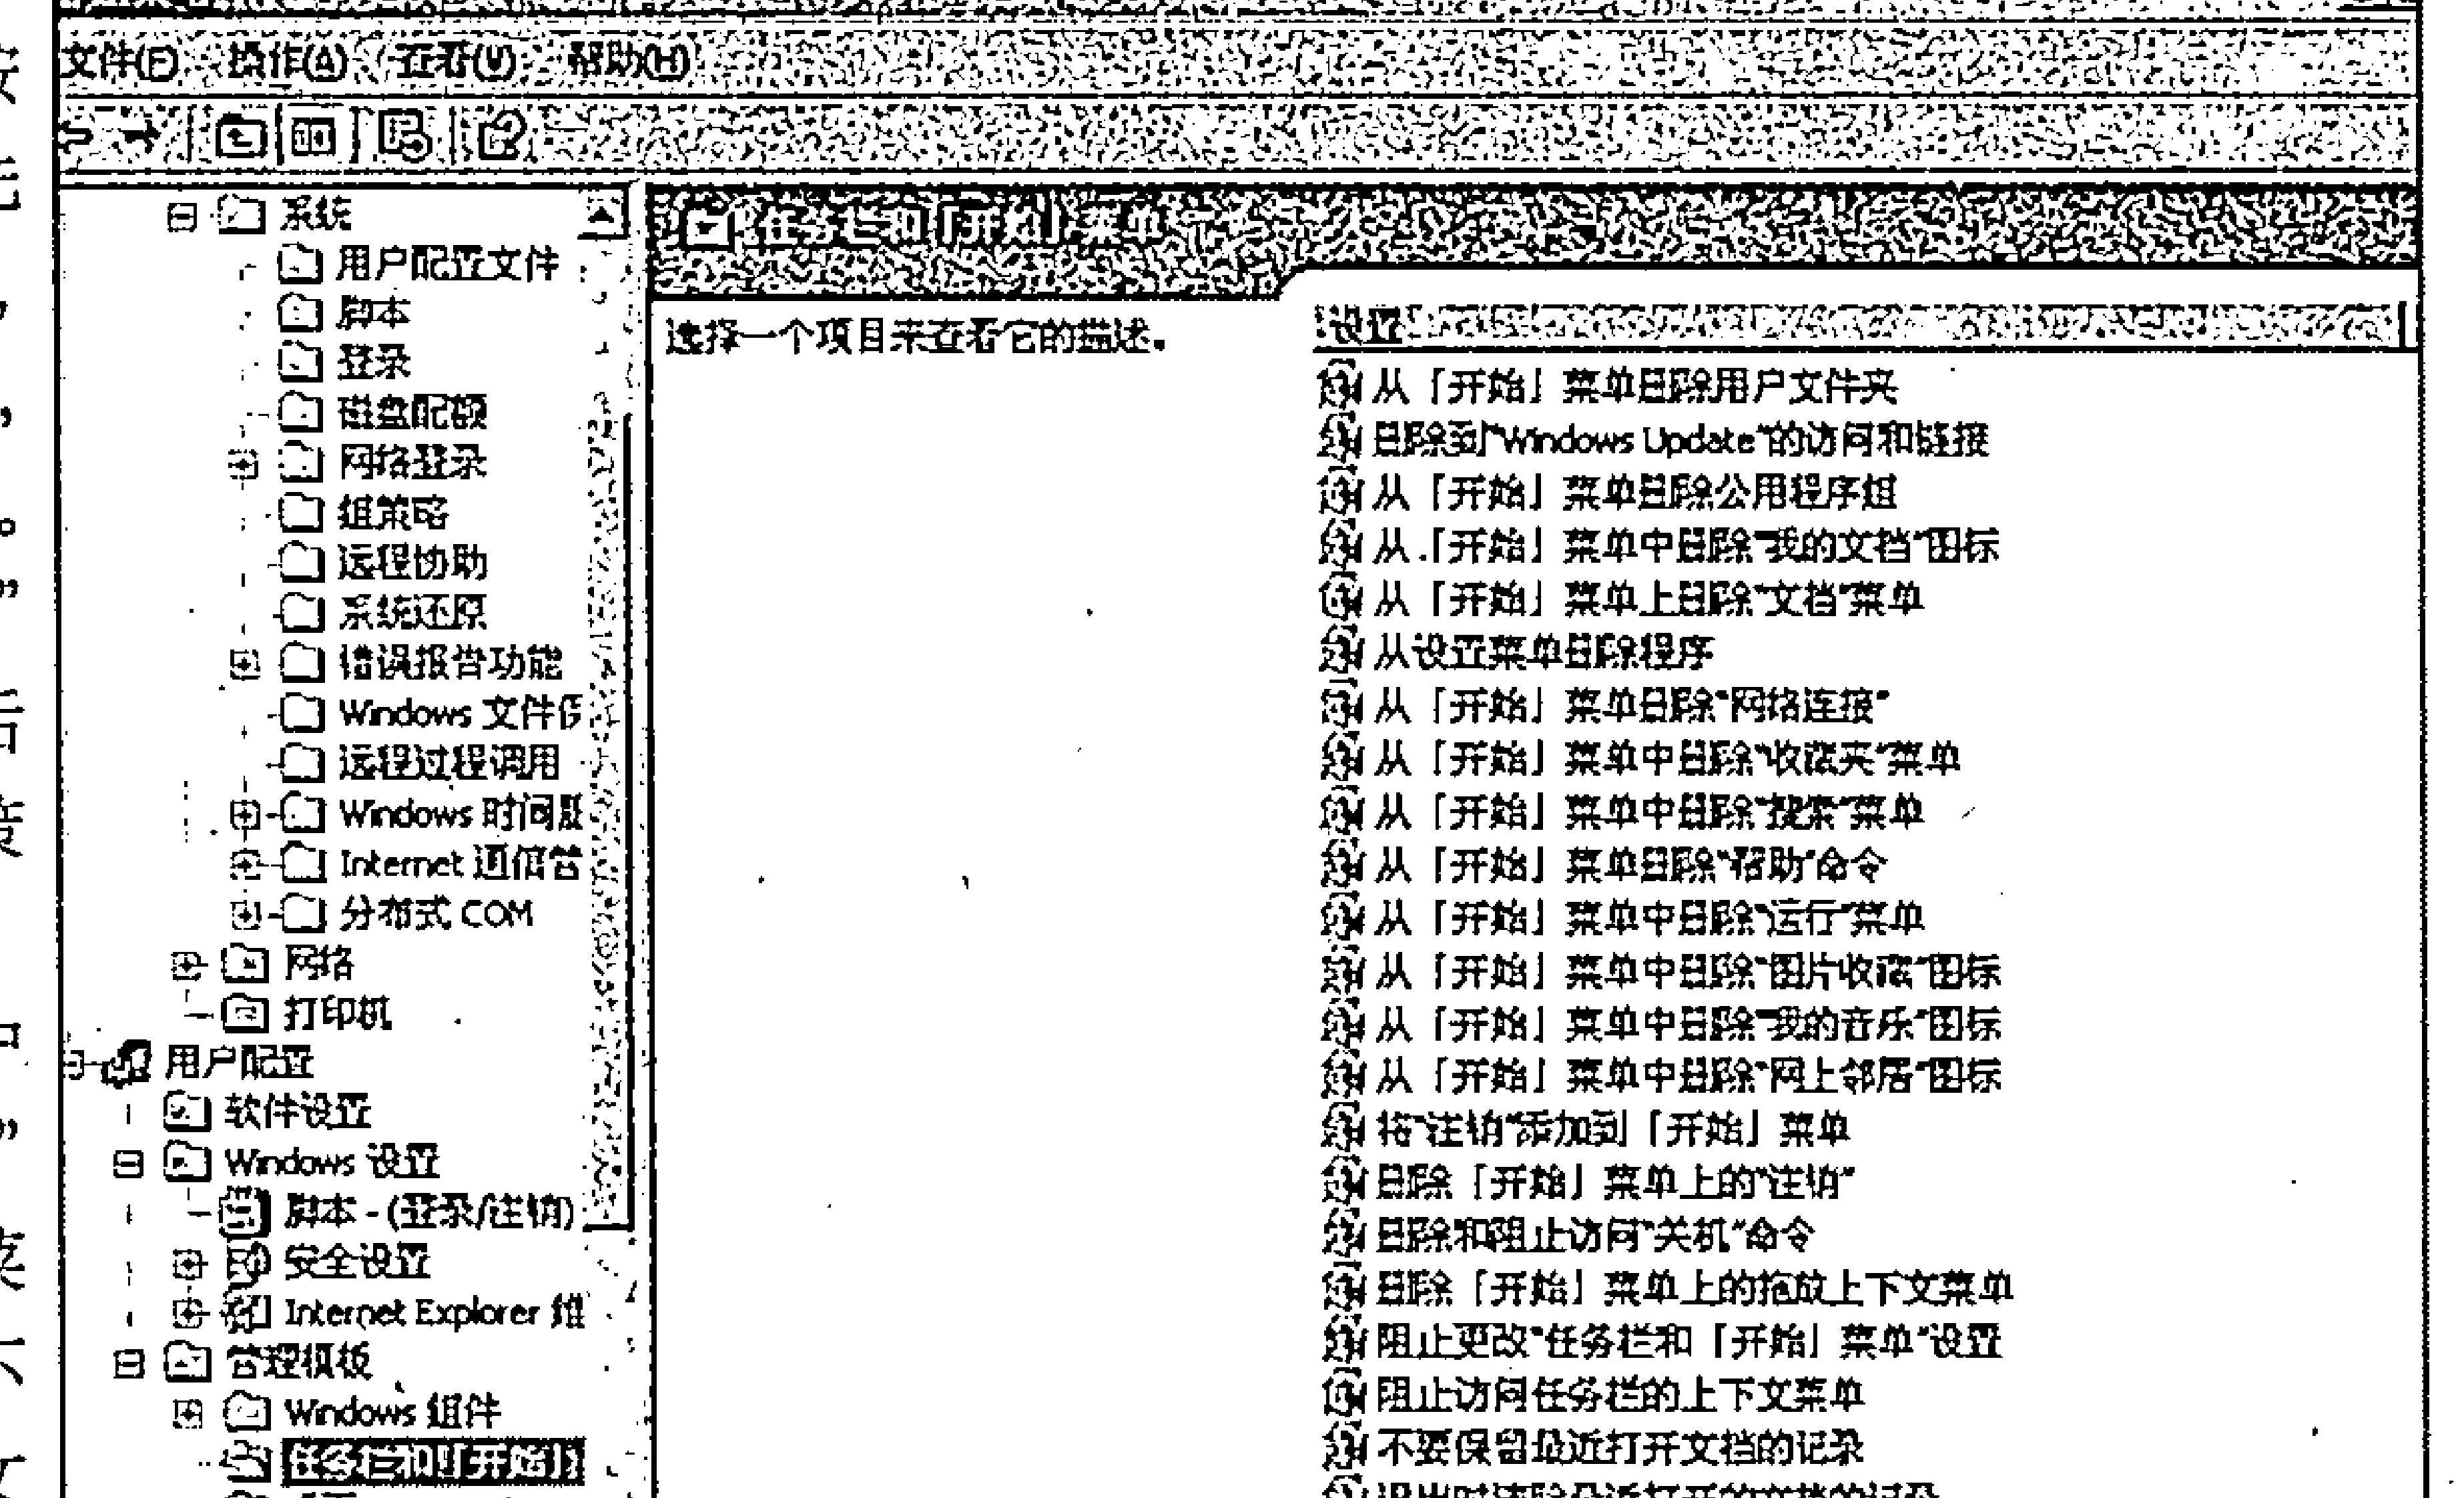 文件(F) 操作(A) 查看(V) 帮助(H)
系统
用户配置文件
脚本
登录
磁盘配额
网络登录
组策略
远程协助
系统还原
错误报告功能
Windows 文件保
远程过程调用
Windows 时间服
Internet 通信管
分布式 COM
网络
打印机
用户配置
软件设置
Windows 设置
脚本 - (登录/注销)
安全设置
Internet Explorer 维
管理模板
Windows 组件
任务栏和「开始」
任务栏和「开始」菜单
选择一个项目来查看它的描述。
设置
从「开始」菜单删除用户文件夹
删除到“Windows Update”的访问和链接
从「开始」菜单删除公用程序组
从「开始」菜单中删除“我的文档”图标
从「开始」菜单上删除“文档”菜单
从设置菜单删除程序
从「开始」菜单删除“网络连接”
从「开始」菜单中删除“收藏夹”菜单
从「开始」菜单中删除“搜索”菜单
从「开始」菜单删除“帮助”命令
从「开始」菜单中删除“运行”菜单
从「开始」菜单中删除“图片收藏”图标
从「开始」菜单中删除“我的音乐”图标
从「开始」菜单中删除“网上邻居”图标
将“注销”添加到「开始」菜单
删除「开始」菜单上的“注销”
删除和阻止访问“关机”命令
删除「开始」菜单上的拖放上下文菜单
阻止更改“任务栏和「开始」菜单”设置
阻止访问任务栏的上下文菜单
不要保留最近打开文档的记录
退出时清除最近打开的文档的记录